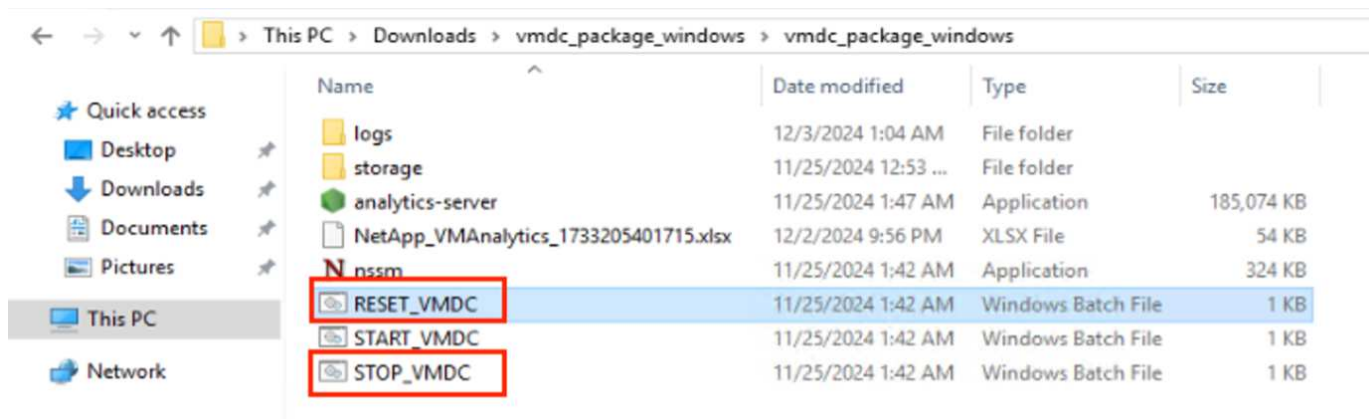 This PC > Downloads > vmdc_package_windows > vmdc_package_windows
Quick access
Desktop
Downloads
Documents
Pictures
This PC
Network
Name Date modified Type Size
logs 12/3/2024 1:04 AM File folder
storage 11/25/2024 12:53 ... File folder
analytics-server 11/25/2024 1:47 AM Application 185,074 KB
NetApp_VMAnalytics_1733205401715.xlsx 12/2/2024 9:56 PM XLSX File 54 KB
N nssm 11/25/2024 1:42 AM Application 324 KB
RESET_VMDC 11/25/2024 1:42 AM Windows Batch File 1 KB
START_VMDC 11/25/2024 1:42 AM Windows Batch File 1 KB
STOP_VMDC 11/25/2024 1:42 AM Windows Batch File 1 KB